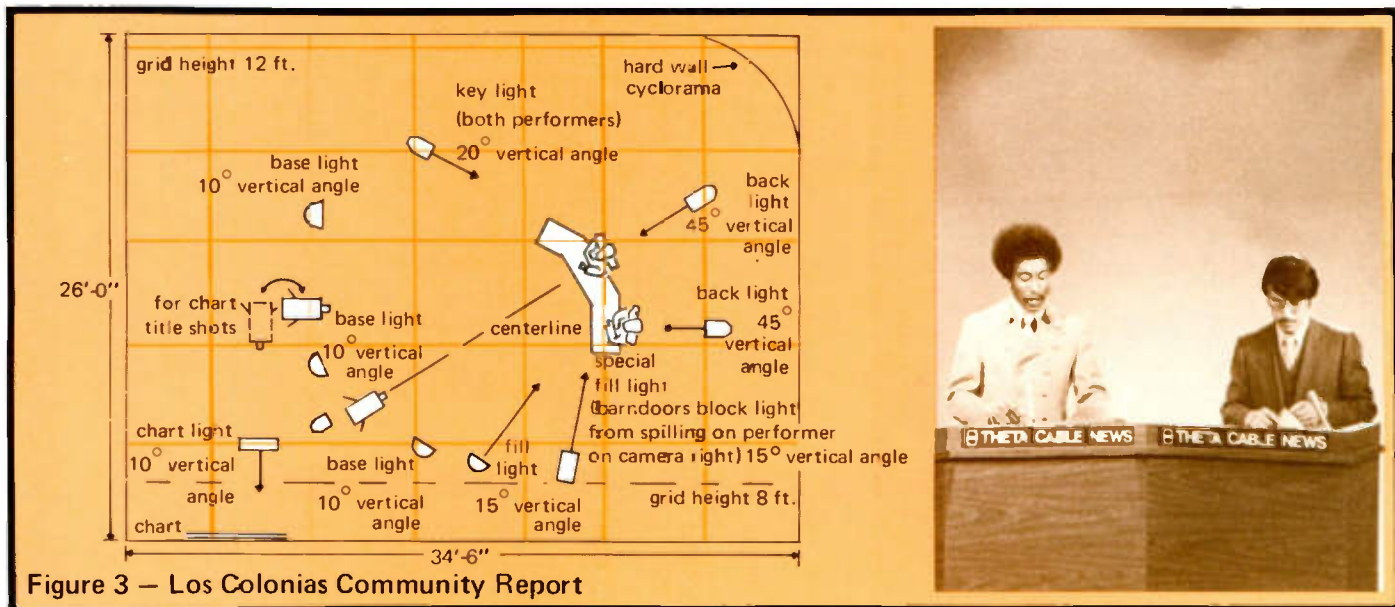 grid height 12 ft.
hard wall
cyclorama
key light
(both performers)
20° vertical angle
base light
10° vertical angle
back
light
45° vertical
angle
26'-0"
for chart
title shots
base light
10° vertical
angle
centerline
back light
45°
vertical
angle
special
fill light
(barndoors block light
from spilling on performer
on camera right) 15° vertical angle
chart light
10° vertical
angle
base light
10° vertical
angle
fill
light
15° vertical
angle
grid height 8 ft.
chart
34'-6"
THETA CABLE NEWS
THETA CABLE NEWS
Figure 3 — Los Colonias Community Report